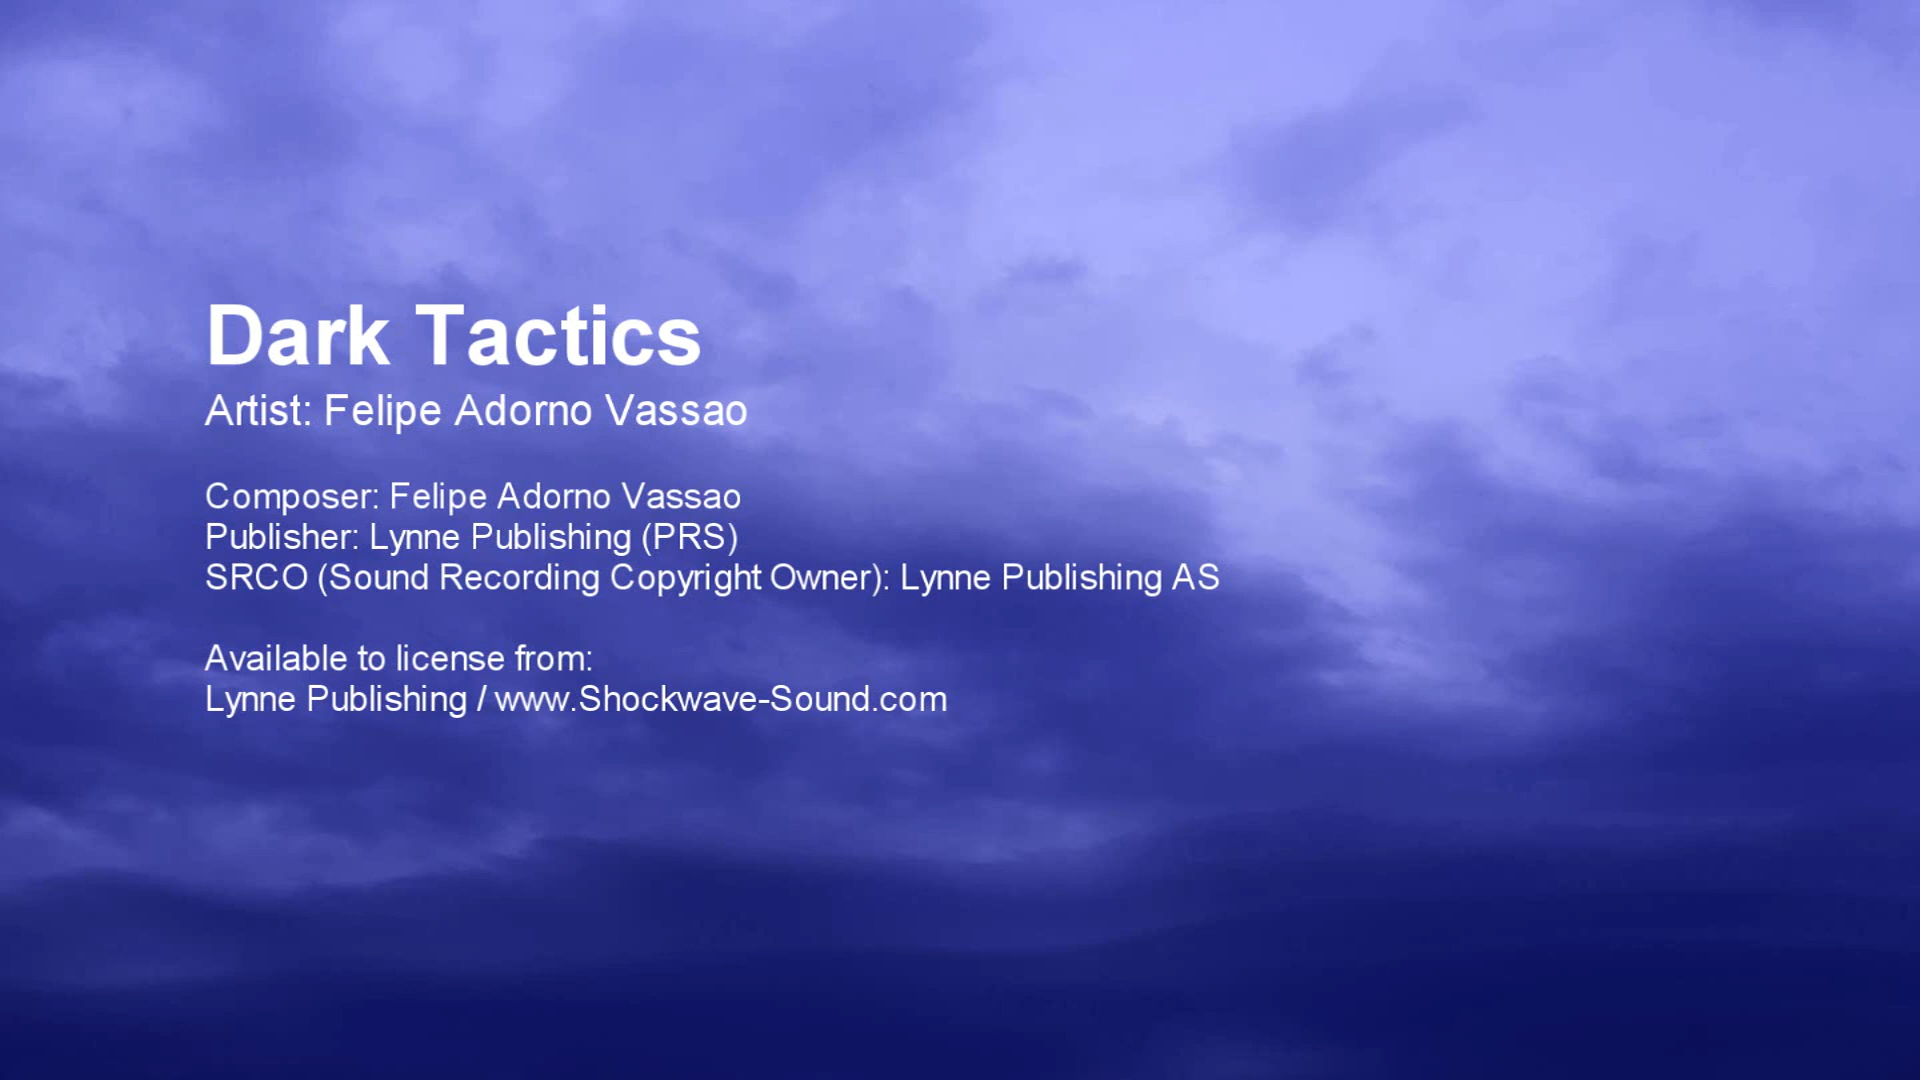 Dark Tactics
Artist: Felipe Adorno Vassao
Composer: Felipe Adorno Vassao
Publisher: Lynne Publishing (PRS)
SRCO (Sound Recording Copyright Owner): Lynne Publishing AS
Available to license from:
Lynne Publishing / www.Shockwave-Sound.com